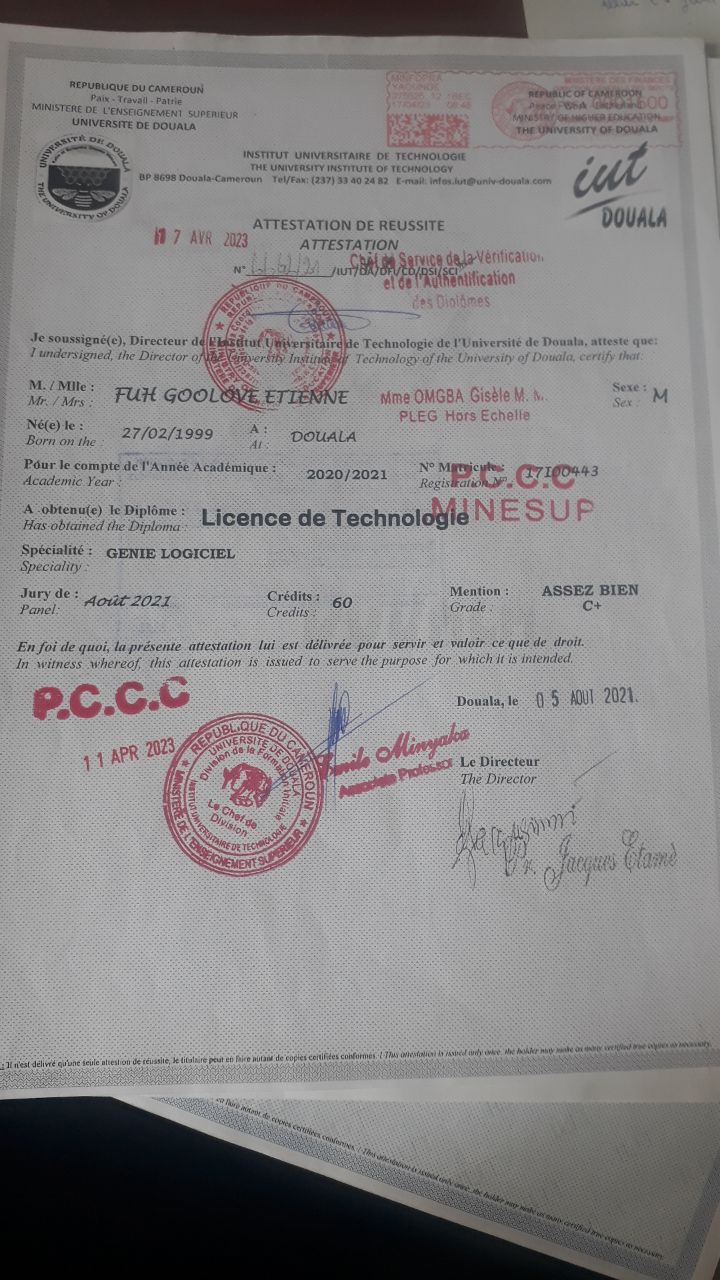 REPUBLIQUE DU CAMEROUN
Paix - Travail - Patrie
MINISTERE DE L'ENSEIGNEMENT SUPERIEUR
UNIVERSITE DE DOUALA
MINFOPRA
YAOUNDE
MINISTERE DES FINANCES
REPUBLIC OF CAMEROON
Peace - Work -
MINISTRY OF HIGHER EDUCATION
THE UNIVERSITY OF DOUALA
UNIVERSITÉ DE DOUALA
THE UNIVERSITY OF DOUALA
INSTITUT UNIVERSITAIRE DE TECHNOLOGIE
THE UNIVERSITY INSTITUTE OF TECHNOLOGY
BP 8698 Douala-Cameroun Tel/Fax: (237) 33 40 24 82 E-mail: infos.iut@univ-douala.com
iut
DOUALA
ATTESTATION DE REUSSITE
ATTESTATION
17 AVR 2023
N° /IUT/DA/DFI/CD/DSI/SCI
Chef de Service de la Vérification
et de l'Authentification
des Diplômes
Je soussigné(e), Directeur de l'Institut Universitaire de Technologie de l'Université de Douala, atteste que:
I undersigned, the Director of the University Institute of Technology of the University of Douala, certify that:
M. / Mlle : FUH GOOLOVE ETIENNE Sexe : M
Mr. / Mrs : Sex :
Mme OMGBA Gisèle M. M.
PLEG Hors Echelle
Né(e) le : 27/02/1999 A : DOUALA
Born on the : At :
Pour le compte de l'Année Académique : 2020/2021 N° Matricule : 17I00443
Academic Year : Registration N° :
P.C.C.C
MINESUP
A obtenu(e) le Diplôme : Licence de Technologie
Has obtained the Diploma :
Spécialité : GENIE LOGICIEL
Speciality :
Jury de : Août 2021 Crédits : 60 Mention : ASSEZ BIEN
Panel: Credits : Grade : C+
En foi de quoi, la présente attestation lui est délivrée pour servir et valoir ce que de droit.
In witness whereof, this attestation is issued to serve the purpose for which it is intended.
P.C.C.C
Douala, le 05 AOUT 2021.
11 APR 2023
REPUBLIQUE DU CAMEROUN
UNIVERSITÉ DE DOUALA
Division de la Formation Initiale
Le Chef de
Division
INSTITUT UNIVERSITAIRE DE TECHNOLOGIE
MINISTÈRE DE L'ENSEIGNEMENT SUPERIEUR
Minyaka
Associate Professor
Le Directeur
The Director
Pr. Jacques Etamè
: Il n'est délivré qu'une seule attestion de réussite, le titulaire peut en faire autant de copies certifiées conformes. / This attestation is issued only once, the holder may make as many certified true copies as necessary.
en faire autant de copies certifiées conformes. / This attestation is issued only once, the holder may make as many certified true copies as necessary.